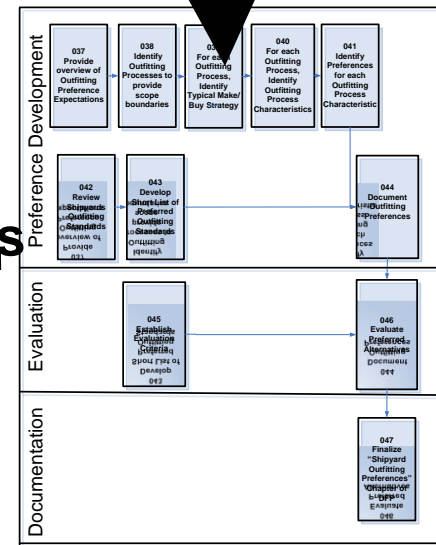 Preference Development
037
Provide
overview of
Outfitting
Preference
Expectations
038
Identify
Outfitting
Processes to
provide
scope
boundaries
For each
Outfitting
Process,
Identify
Typical Make/
Buy Strategy
040
For each
Outfitting
Process,
Identify
Outfitting
Process
Characteristics
041
Identify
Preferences
for each
Outfitting
Process
Characteristic
042
Review
Shipyards
Outfitting
Standards
043
Develop
Short List of
Preferred
Outfitting
Standards
044
Document
Outfitting
Preferences
Evaluation
045
Establish
Evaluation
Criteria
046
Evaluate
Preferred
Alternatives
Documentation
047
Finalize
“Shipyard
Outfitting
Preferences”
Chapter of
DFP